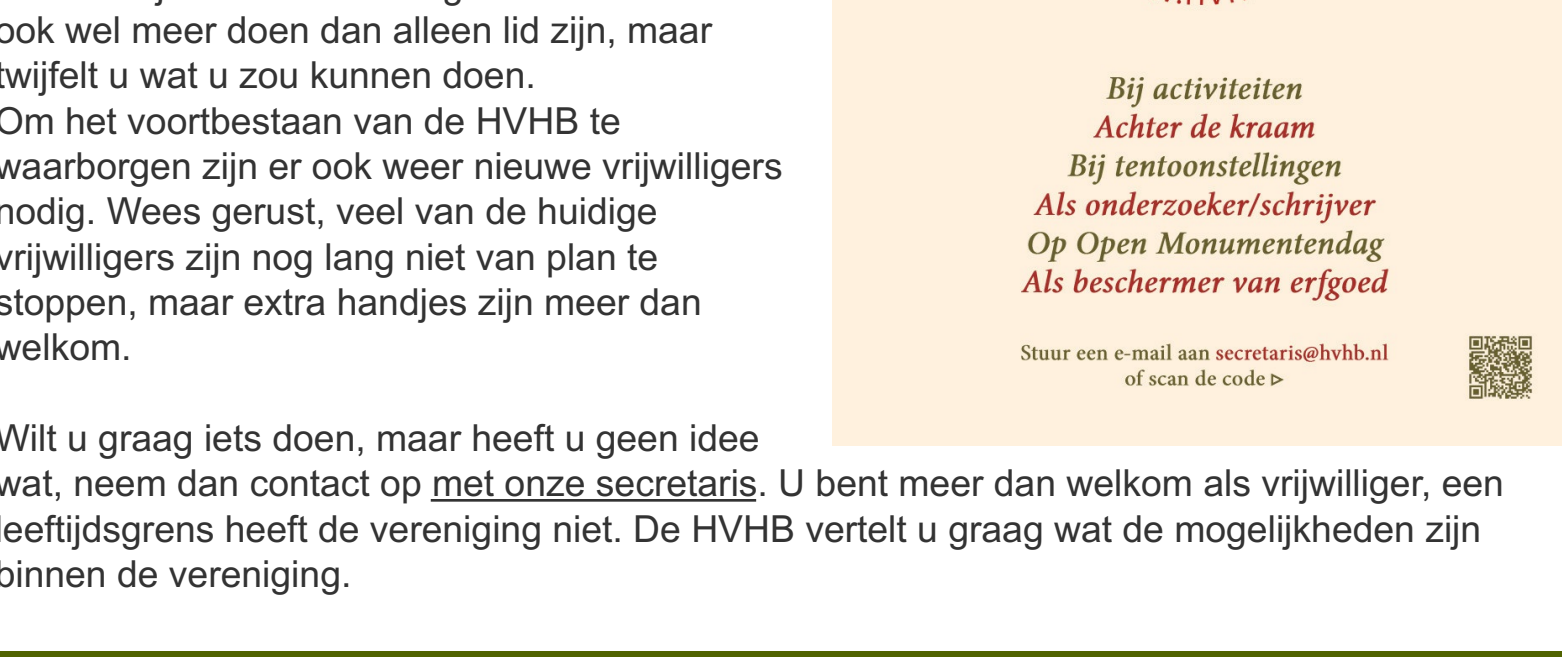 ook wel meer doen dan alleen lid zijn, maar
twijfelt u wat u zou kunnen doen.
Om het voortbestaan van de HVHB te
waarborgen zijn er ook weer nieuwe vrijwilligers
nodig. Wees gerust, veel van de huidige
vrijwilligers zijn nog lang niet van plan te
stoppen, maar extra handjes zijn meer dan
welkom.
Wilt u graag iets doen, maar heeft u geen idee
wat, neem dan contact op met onze secretaris. U bent meer dan welkom als vrijwilliger, een
leeftijdsgrens heeft de vereniging niet. De HVHB vertelt u graag wat de mogelijkheden zijn
binnen de vereniging.
Bij activiteiten
Achter de kraam
Bij tentoonstellingen
Als onderzoeker/schrijver
Op Open Monumentendag
Als beschermer van erfgoed
Stuur een e-mail aan secretaris@hvhb.nl
of scan de code ▹